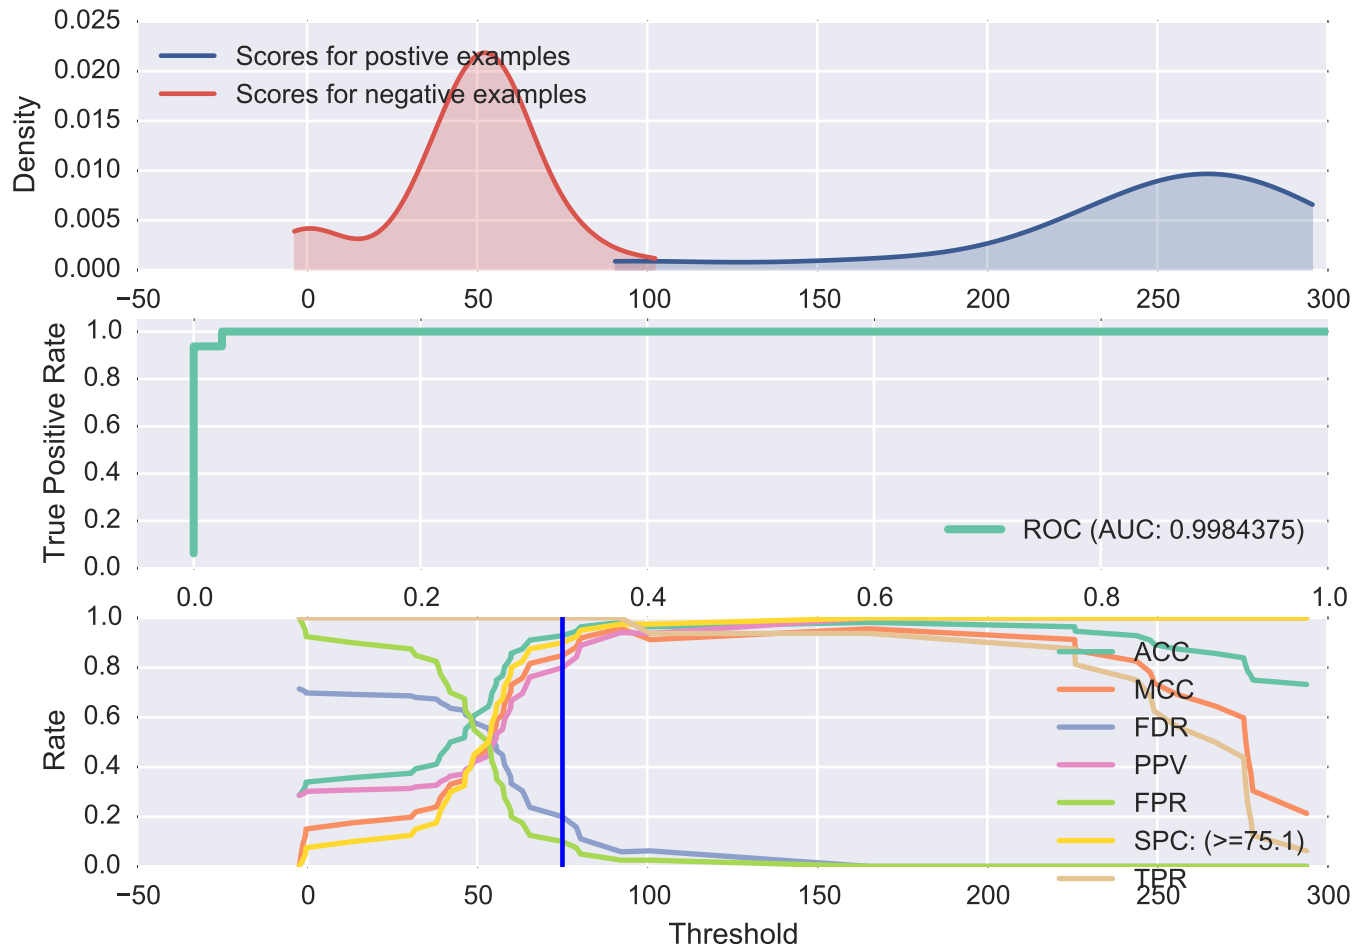 0.025
0.020
0.015
0.010
0.005
0.000
Density
Scores for postive examples
Scores for negative examples
−50 0 50 100 150 200 250 300
1.0
0.8
0.6
0.4
0.2
0.0
True Positive Rate
ROC (AUC: 0.9984375)
0.0 0.2 0.4 0.6 0.8 1.0
1.0
0.8
0.6
0.4
0.2
0.0
Rate
ACC
MCC
FDR
PPV
FPR
SPC: (>=75.1)
TPR
−50 0 50 100 150 200 250 300
Threshold